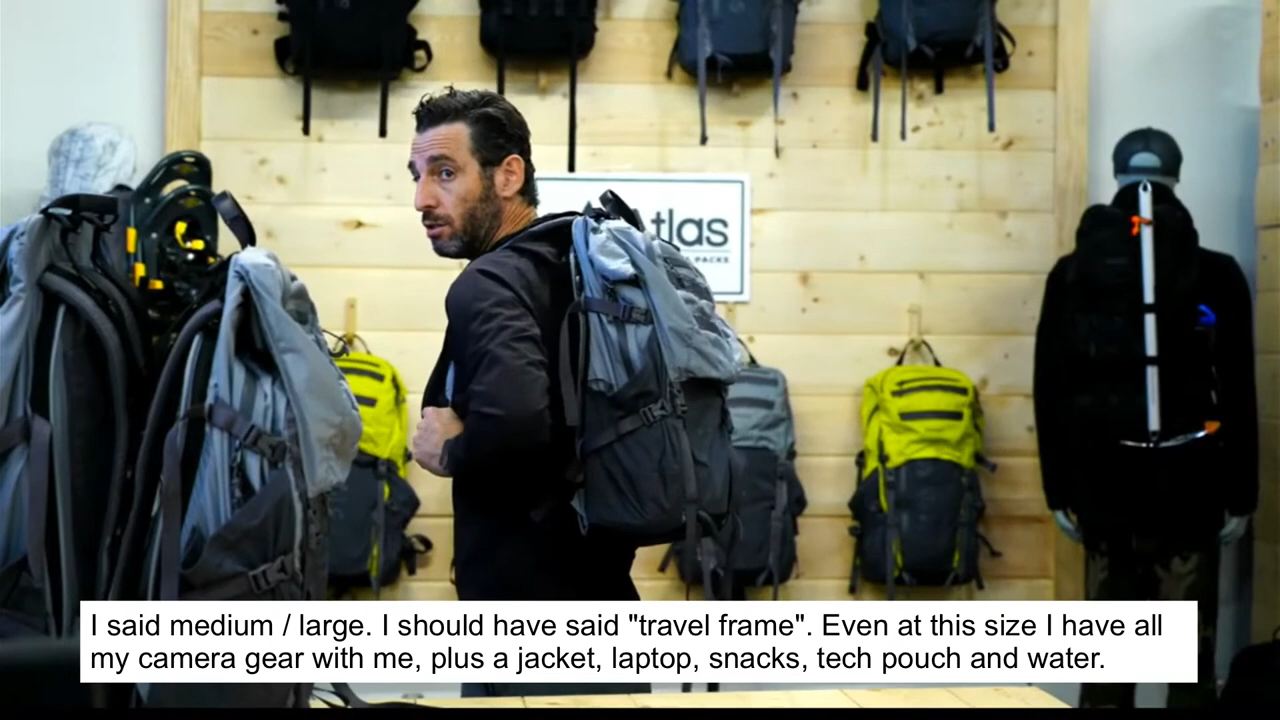 tlas
PACKS
I said medium / large. I should have said "travel frame". Even at this size I have all
my camera gear with me, plus a jacket, laptop, snacks, tech pouch and water.